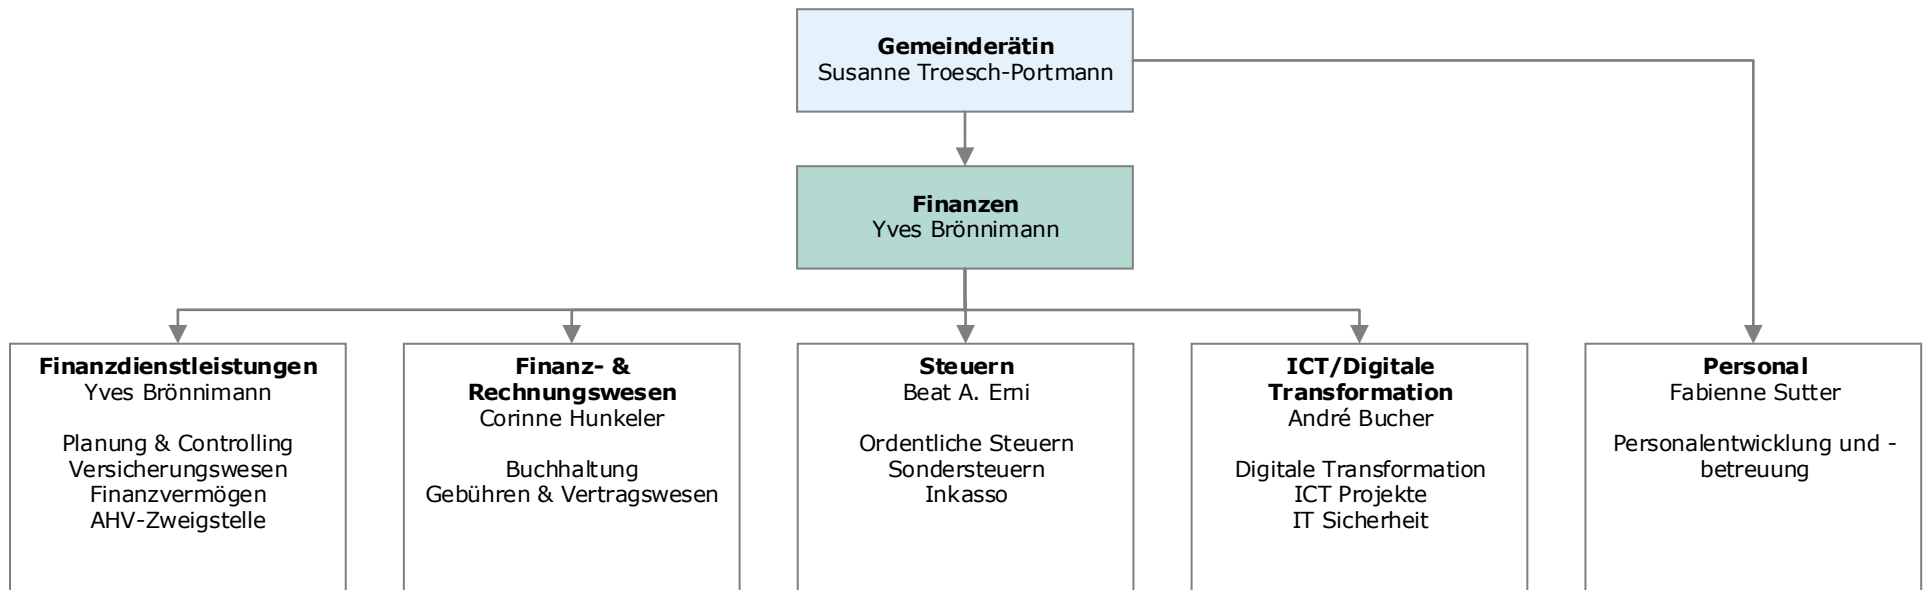 Gemeinderätin
Susanne Troesch-Portmann
Finanzen
Yves Brönnimann
Finanzdienstleistungen
Yves Brönnimann
Planung & Controlling
Versicherungswesen
Finanzvermögen
AHV-Zweigstelle
Finanz- &
Rechnungswesen
Corinne Hunkeler
Buchhaltung
Gebühren & Vertragswesen
Steuern
Beat A. Erni
Ordentliche Steuern
Sondersteuern
Inkasso
ICT/Digitale
Transformation
André Bucher
Digitale Transformation
ICT Projekte
IT Sicherheit
Personal
Fabienne Sutter
Personalentwicklung und -
betreuung